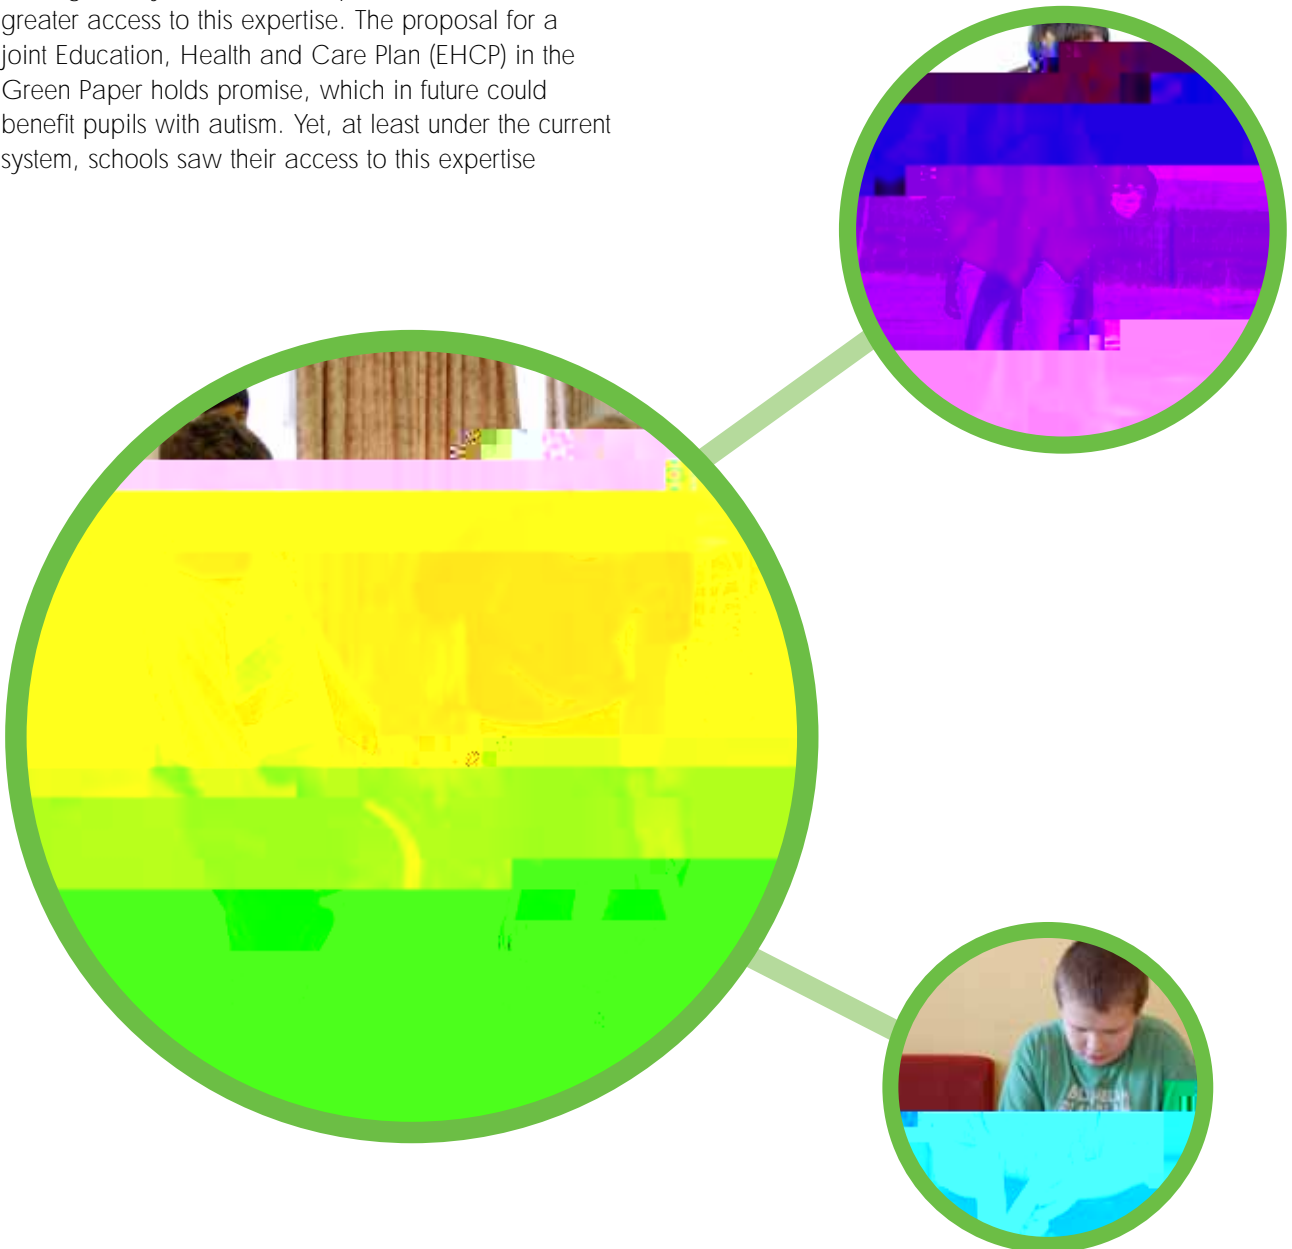 greater access to this expertise. The proposal for a
joint Education, Health and Care Plan (EHCP) in the
Green Paper holds promise, which in future could
benefit pupils with autism. Yet, at least under the current
system, schools saw their access to this expertise